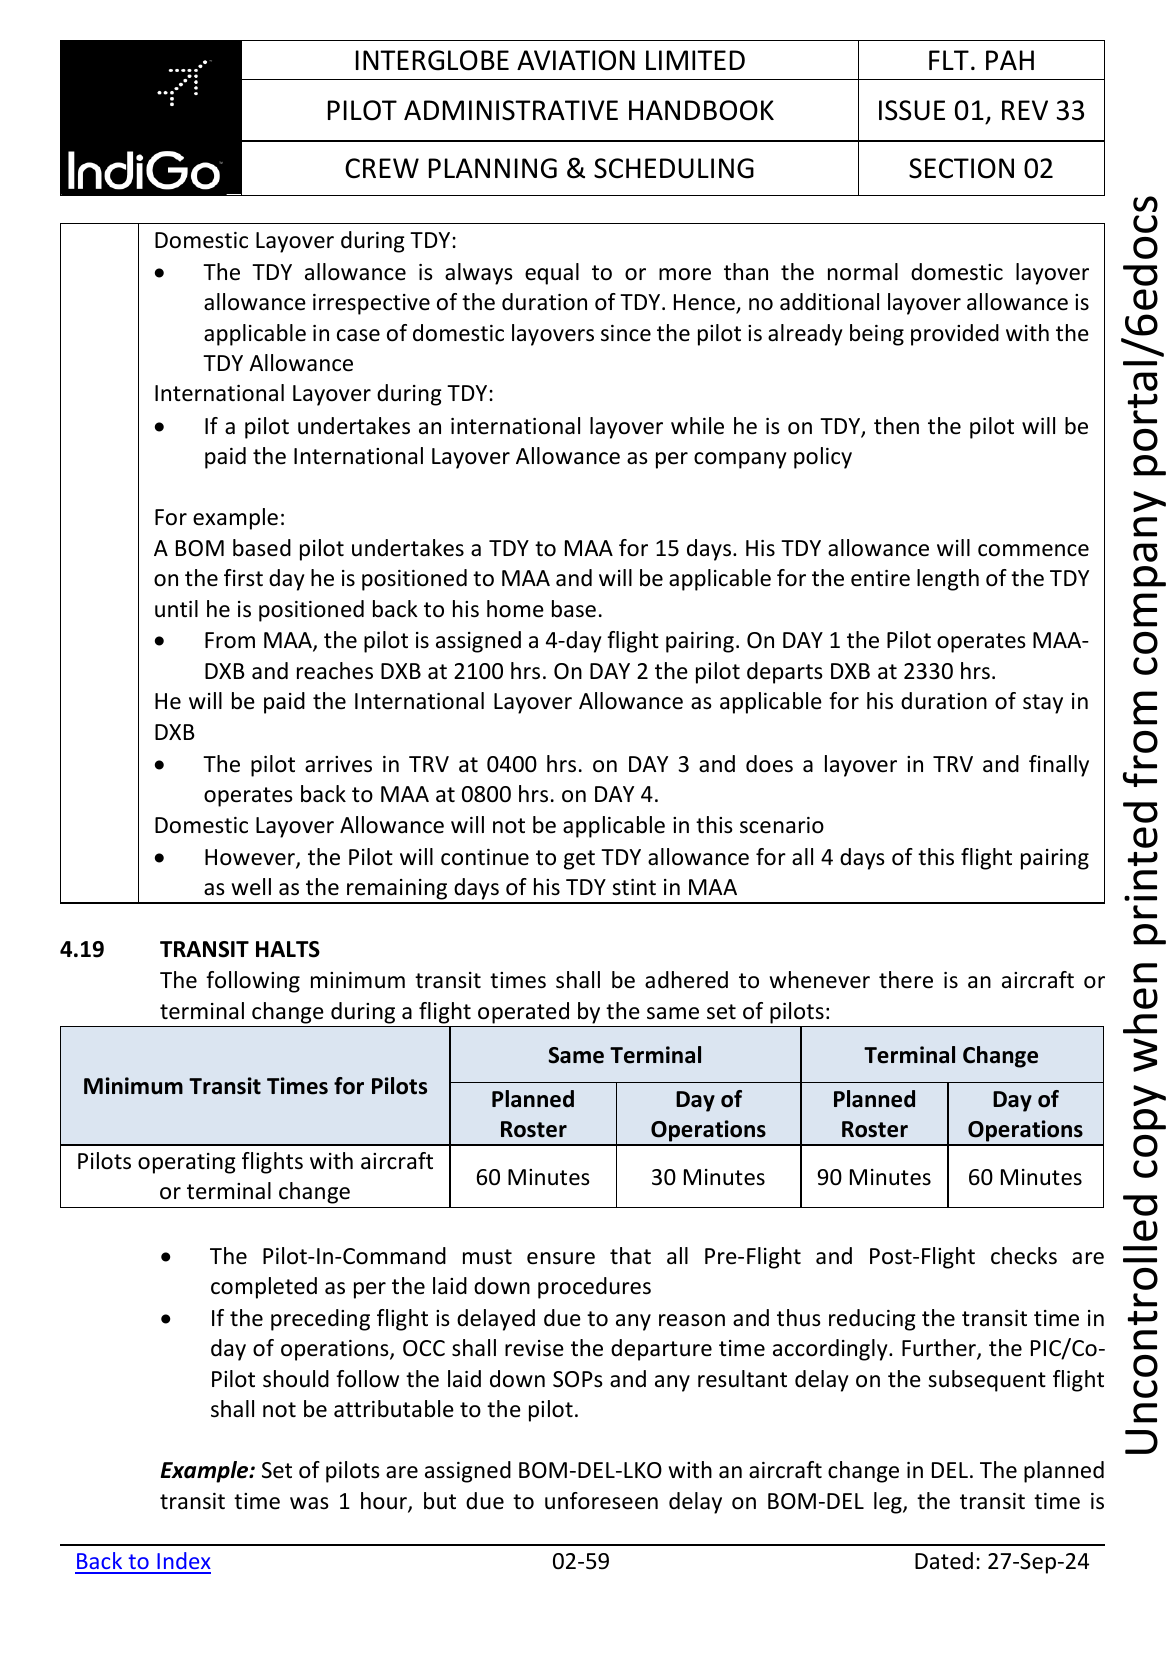 INTERGLOBE AVIATION LIMITED
FLT. PAH
PILOT ADMINISTRATIVE HANDBOOK
ISSUE 01, REV 33
IndiGo
CREW PLANNING & SCHEDULING
SECTION 02
Domestic Layover during TDY:
• The TDY allowance is always equal to or more than the normal domestic layover
allowance irrespective of the duration of TDY. Hence, no additional layover allowance is
applicable in case of domestic layovers since the pilot is already being provided with the
TDY Allowance
International Layover during TDY:
• If a pilot undertakes an international layover while he is on TDY, then the pilot will be
paid the International Layover Allowance as per company policy
For example:
A BOM based pilot undertakes a TDY to MAA for 15 days. His TDY allowance will commence
on the first day he is positioned to MAA and will be applicable for the entire length of the TDY
until he is positioned back to his home base.
• From MAA, the pilot is assigned a 4-day flight pairing. On DAY 1 the Pilot operates MAA-
DXB and reaches DXB at 2100 hrs. On DAY 2 the pilot departs DXB at 2330 hrs.
He will be paid the International Layover Allowance as applicable for his duration of stay in
DXB
• The pilot arrives in TRV at 0400 hrs. on DAY 3 and does a layover in TRV and finally
operates back to MAA at 0800 hrs. on DAY 4.
Domestic Layover Allowance will not be applicable in this scenario
• However, the Pilot will continue to get TDY allowance for all 4 days of this flight pairing
as well as the remaining days of his TDY stint in MAA
4.19 TRANSIT HALTS
The following minimum transit times shall be adhered to whenever there is an aircraft or
terminal change during a flight operated by the same set of pilots:
Minimum Transit Times for Pilots
Same Terminal
Terminal Change
Planned
Roster
Day of
Operations
Planned
Roster
Day of
Operations
Pilots operating flights with aircraft
or terminal change
60 Minutes
30 Minutes
90 Minutes
60 Minutes
• The Pilot-In-Command must ensure that all Pre-Flight and Post-Flight checks are
completed as per the laid down procedures
• If the preceding flight is delayed due to any reason and thus reducing the transit time in
day of operations, OCC shall revise the departure time accordingly. Further, the PIC/Co-
Pilot should follow the laid down SOPs and any resultant delay on the subsequent flight
shall not be attributable to the pilot.
Example: Set of pilots are assigned BOM-DEL-LKO with an aircraft change in DEL. The planned
transit time was 1 hour, but due to unforeseen delay on BOM-DEL leg, the transit time is
Back to Index
02-59
Dated: 27-Sep-24
Uncontrolled copy when printed from company portal/6edocs